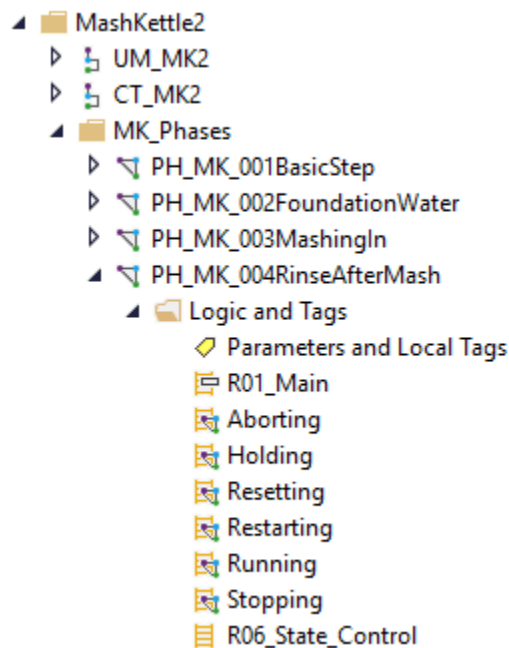 MashKettle2
UM_MK2
CT_MK2
MK_Phases
PH_MK_001BasicStep
PH_MK_002FoundationWater
PH_MK_003MashingIn
PH_MK_004RinseAfterMash
Logic and Tags
Parameters and Local Tags
R01_Main
Aborting
Holding
Resetting
Restarting
Running
Stopping
R06_State_Control